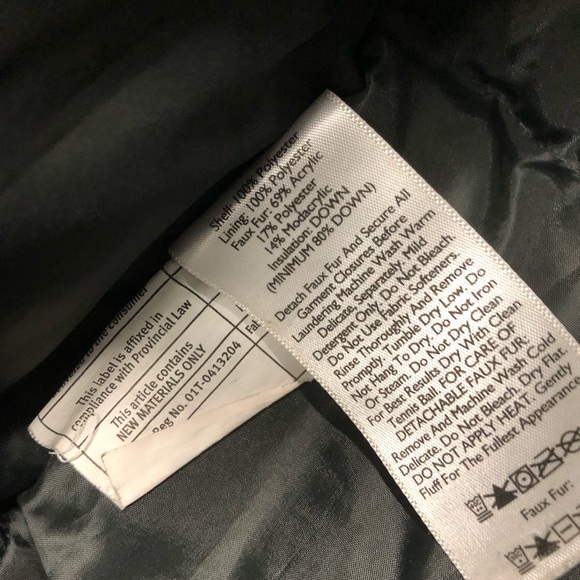 Shell: 100% Polyester
Lining: 100% Polyester
Faux Fur: 69% Acrylic
17% Polyester
14% Modacrylic
Insulation: DOWN
(MINIMUM 80% DOWN)
Detach Faux Fur And Secure All
Garment Closures Before
Laundering Machine Wash Warm
Delicate, Separately, Mild
Detergent Only. Do Not Bleach
Do Not Use Fabric Softeners.
Rinse Thoroughly And Remove
Promptly. Tumble Dry Low. Do
Not Hang To Dry. Do Not Iron
Or Steam. Do Not Dry Clean
For Best Results Dry With Clean
Tennis Ball. FOR CARE OF
DETACHABLE FAUX FUR:
Remove And Machine Wash Cold
Delicate. Do Not Bleach. Dry Flat.
DO NOT APPLY HEAT. Gently
Fluff For The Fullest Appearance
Faux Fur:
to the consumer
This label is affixed in
compliance with Provincial Law
This article contains
NEW MATERIALS ONLY
Reg No. 01T-0413204